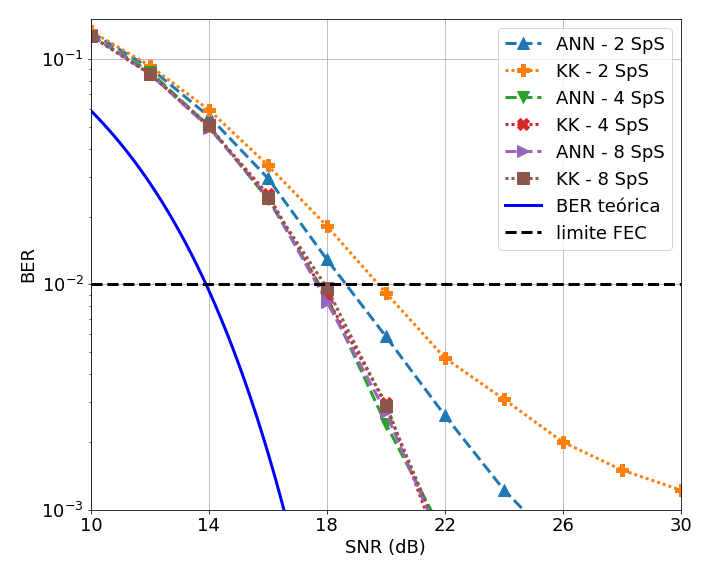 ANN - 2 SpS
KK - 2 SpS
ANN - 4 SpS
KK - 4 SpS
ANN - 8 SpS
KK - 8 SpS
BER teórica
limite FEC
BER
10⁻¹
10⁻²
10⁻³
10 14 18 22 26 30
SNR (dB)